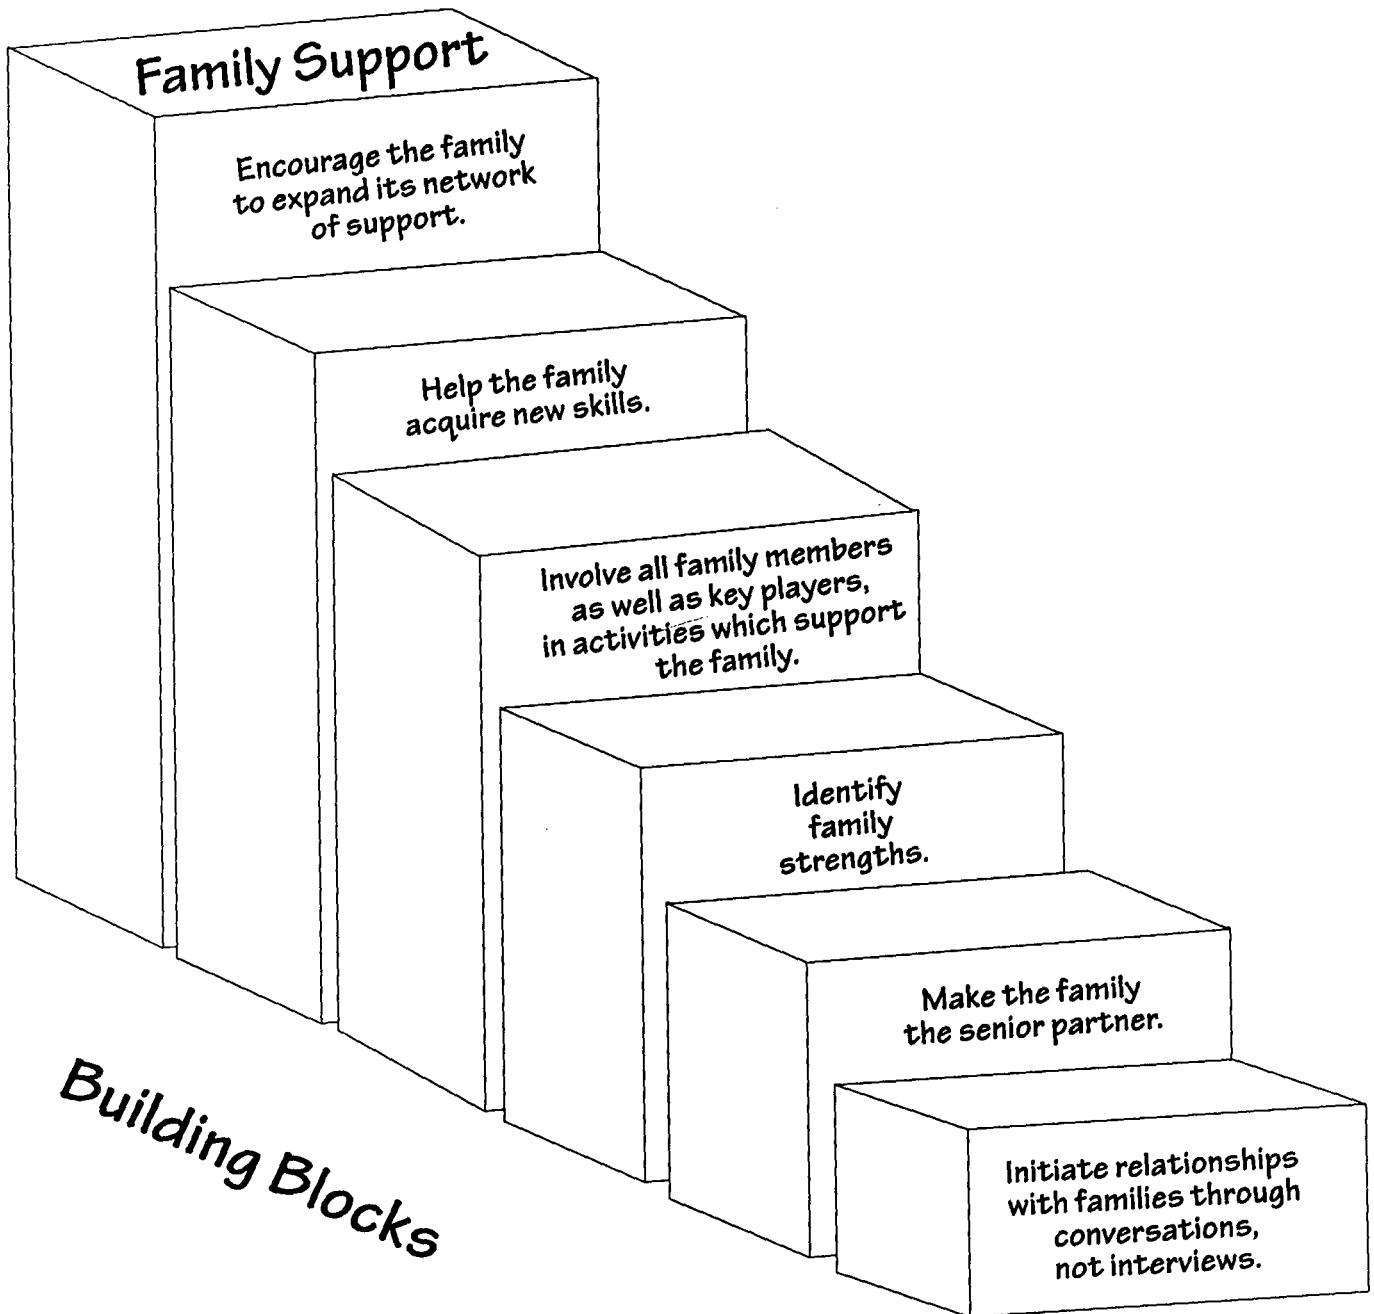 Family Support
Encourage the family
to expand its network
of support.
Help the family
acquire new skills.
Involve all family members
as well as key players,
in activities which support
the family.
Identify
family
strengths.
Make the family
the senior partner.
Initiate relationships
with families through
conversations,
not interviews.
Building Blocks